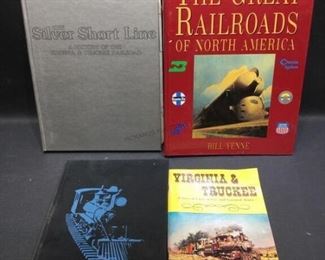 THE
Silver Short Line
A HISTORY OF THE
VIRGINIA & TRUCKEE RAILROAD
THE GREAT
RAILROADS
OF NORTH AMERICA
BILL YENNE
VIRGINIA &
TRUCKEE